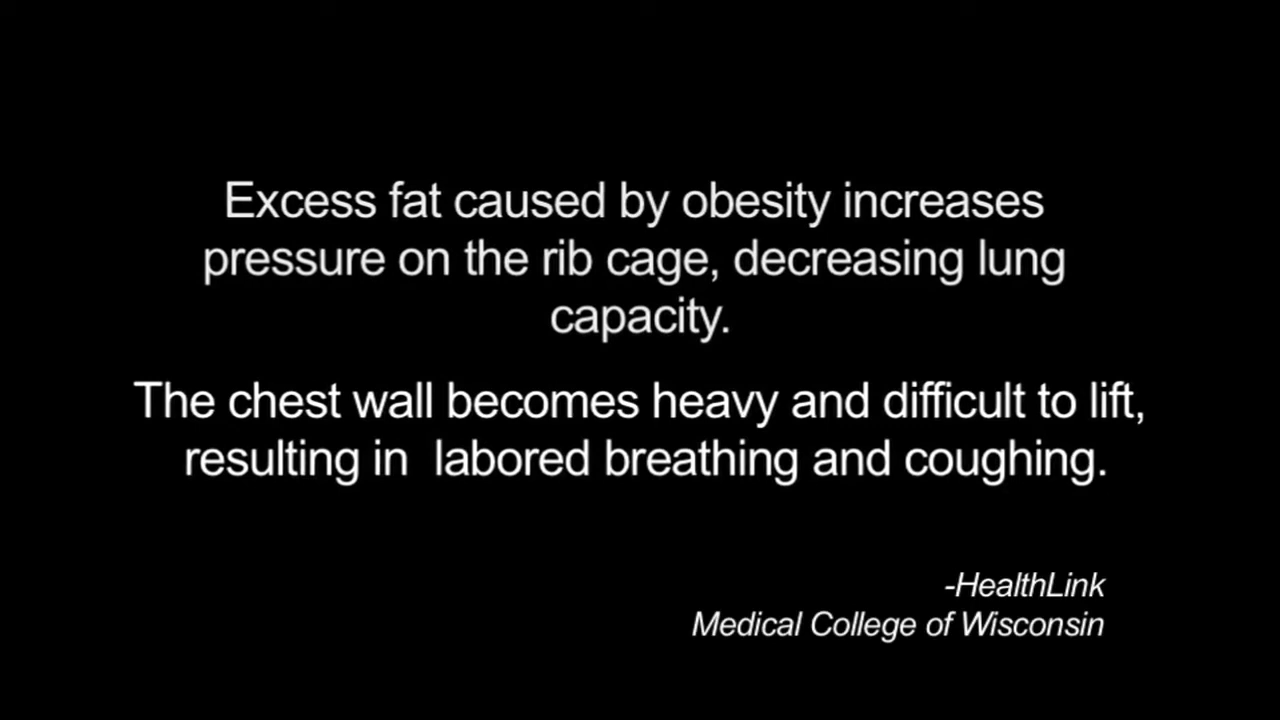 Excess fat caused by obesity increases
pressure on the rib cage, decreasing lung
capacity.
The chest wall becomes heavy and difficult to lift,
resulting in  labored breathing and coughing.
-HealthLink
Medical College of Wisconsin